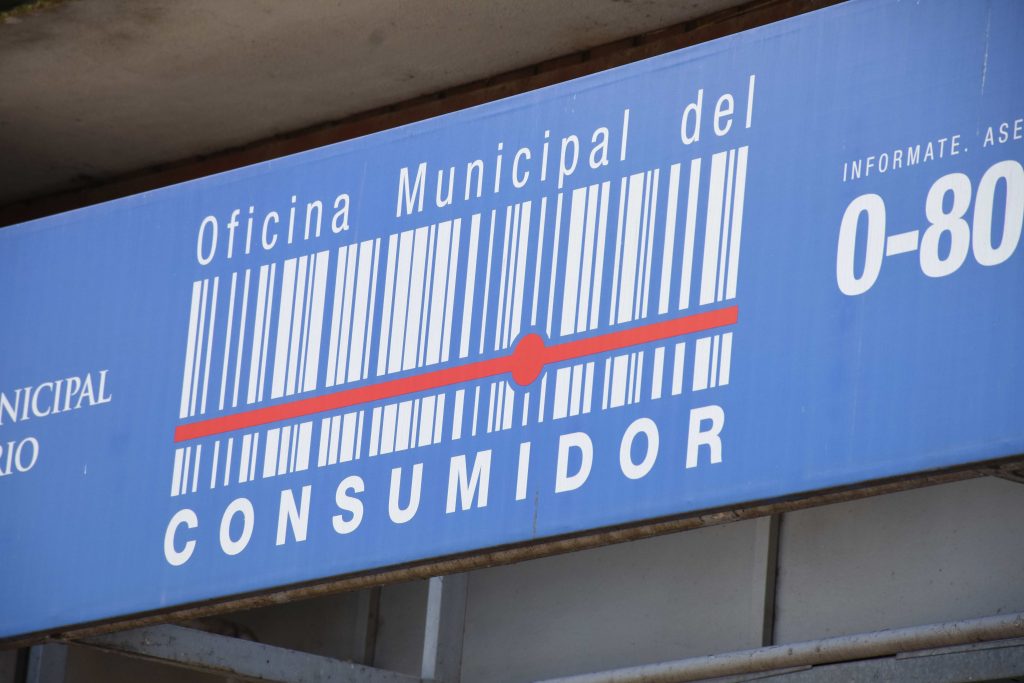 NICIPAL
RIO
Oficina Municipal del
CONSUMIDOR
INFORMATE. ASE
0-80